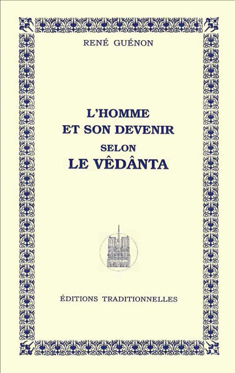 RENÉ GUÉNON
L'HOMME
ET SON DEVENIR
SELON
LE VÊDÂNTA
ÉDITIONS TRADITIONNELLES